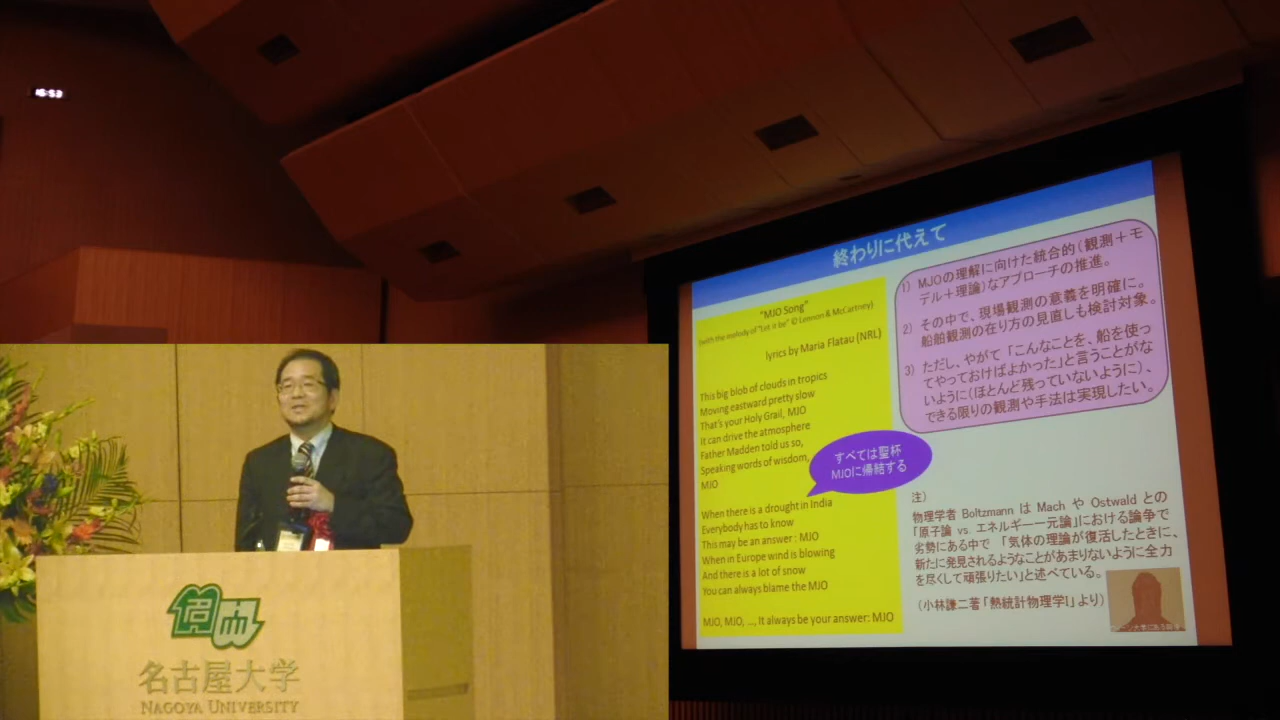 16:53
終わりに代えて
"MJO Song"
(with the melody of "Let it be" © Lennon & McCartney)
lyrics by Maria Flatau (NRL)
This big blob of clouds in tropics
Moving eastward pretty slow
That's your Holy Grail, MJO
It can drive the atmosphere
Father Madden told us so,
Speaking words of wisdom,
MJO
When there is a drought in India
Everybody has to know
This may be an answer : MJO
When in Europe wind is blowing
And there is a lot of snow
You can always blame the MJO
MJO, MJO, ..., It always be your answer: MJO
すべては聖杯
MJOに帰結する
1) MJOの理解に向けた統合的(観測＋モ
デル＋理論)なアプローチの推進。
2) その中で、現場観測の意義を明確に。
船舶観測の在り方の見直しも検討対象。
3) ただし、やがて「こんなことを、船を使っ
てやっておけばよかった」と言うことがな
いように(ほとんど残っていないように)、
できる限りの観測や手法は実現したい。
注)
物理学者 Boltzmann は Mach や Ostwald との
「原子論 vs. エネルギー一元論」における論争で
劣勢にある中で 「気体の理論が復活したときに、
新たに発見されるようなことがあまりないように全力
を尽くして頑張りたい」と述べている。
(小林謙二著「熱統計物理学I」より)
名大
名古屋大学
NAGOYA UNIVERSITY